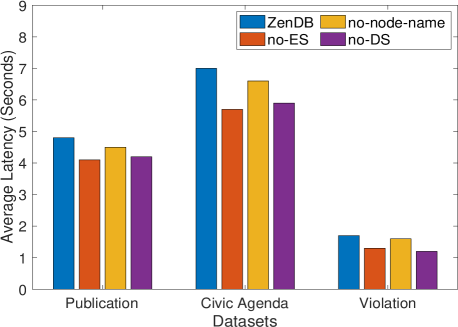 9
8
7
6
5
4
3
2
1
0
Average Latency (Seconds)
ZenDB no-node-name
no-ES no-DS
Publication Civic Agenda Violation
Datasets